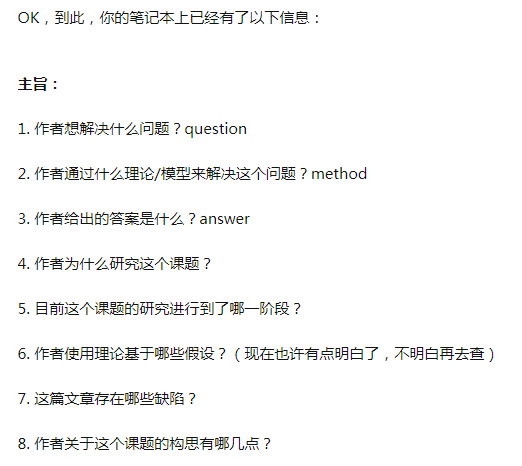 OK，到此，你的笔记本上已经有了以下信息：
主旨：
1. 作者想解决什么问题？question
2. 作者通过什么理论/模型来解决这个问题？method
3. 作者给出的答案是什么？answer
4. 作者为什么研究这个课题？
5. 目前这个课题的研究进行到了哪一阶段？
6. 作者使用理论基于哪些假设？（现在也许有点明白了，不明白再去查）
7. 这篇文章存在哪些缺陷？
8. 作者关于这个课题的构思有哪几点？